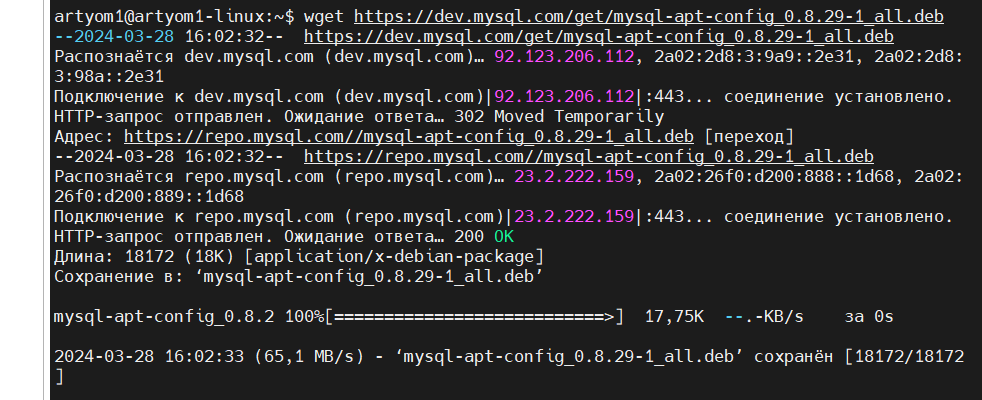 artyom1@artyom1-linux:~$ wget https://dev.mysql.com/get/mysql-apt-config_0.8.29-1_all.deb
--2024-03-28 16:02:32--  https://dev.mysql.com/get/mysql-apt-config_0.8.29-1_all.deb
Распознаётся dev.mysql.com (dev.mysql.com)… 92.123.206.112, 2a02:2d8:3:9a9::2e31, 2a02:2d8:
3:98a::2e31
Подключение к dev.mysql.com (dev.mysql.com)|92.123.206.112|:443... соединение установлено.
HTTP-запрос отправлен. Ожидание ответа… 302 Moved Temporarily
Адрес: https://repo.mysql.com//mysql-apt-config_0.8.29-1_all.deb [переход]
--2024-03-28 16:02:32--  https://repo.mysql.com//mysql-apt-config_0.8.29-1_all.deb
Распознаётся repo.mysql.com (repo.mysql.com)… 23.2.222.159, 2a02:26f0:d200:888::1d68, 2a02:
26f0:d200:889::1d68
Подключение к repo.mysql.com (repo.mysql.com)|23.2.222.159|:443... соединение установлено.
HTTP-запрос отправлен. Ожидание ответа… 200 OK
Длина: 18172 (18K) [application/x-debian-package]
Сохранение в: ‘mysql-apt-config_0.8.29-1_all.deb’
mysql-apt-config_0.8.2 100%[===========================>]  17,75K  --.-KB/s    за 0s
2024-03-28 16:02:33 (65,1 MB/s) - ‘mysql-apt-config_0.8.29-1_all.deb’ сохранён [18172/18172
]